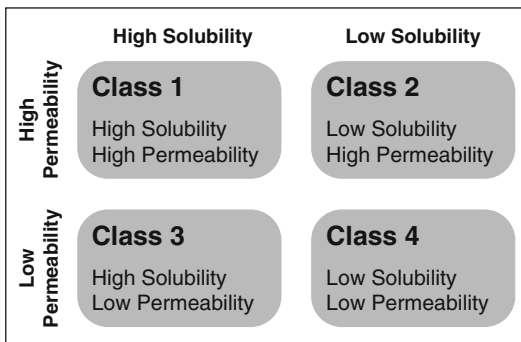 High Solubility
Low Solubility
High
Permeability
Class 1
High Solubility
High Permeability
Class 2
Low Solubility
High Permeability
Low
Permeability
Class 3
High Solubility
Low Permeability
Class 4
Low Solubility
Low Permeability